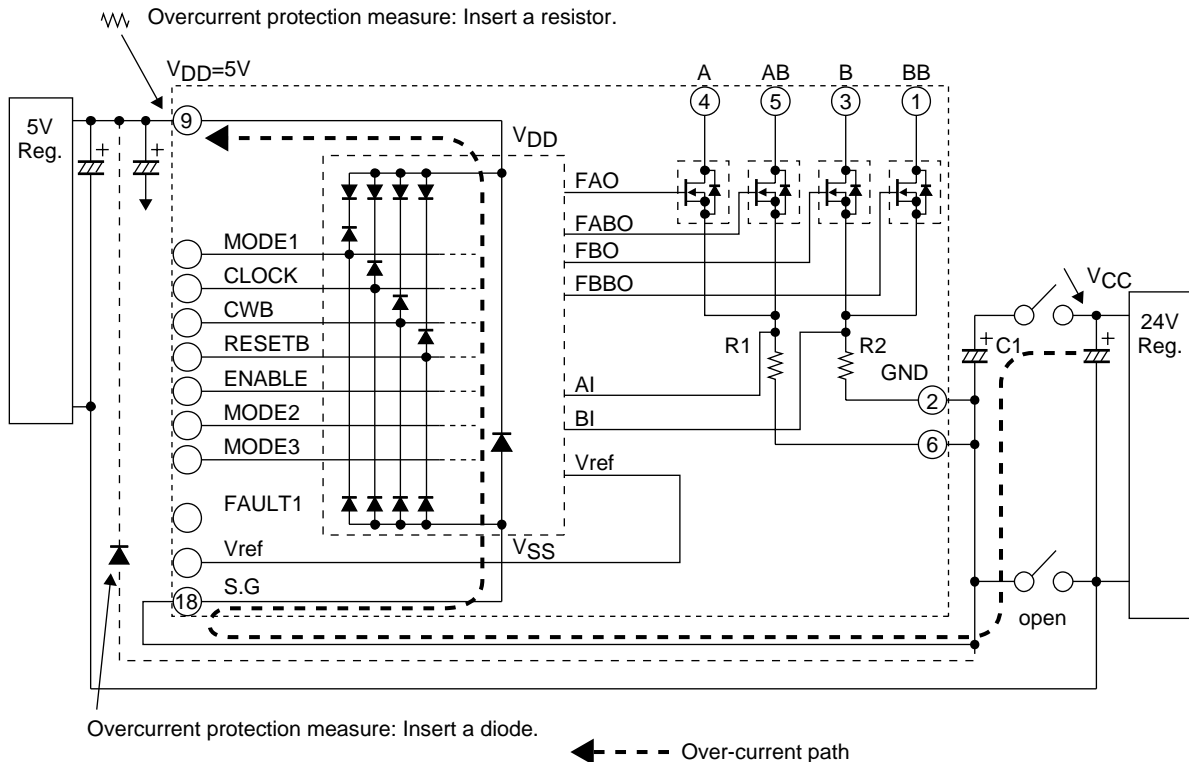 Overcurrent protection measure: Insert a resistor.
VDD=5V
A AB B BB
4 5 3 1
5V
Reg.
+ +
9
VDD
FAO
FABO
FBO
FBBO
MODE1
CLOCK
CWB
RESETB
ENABLE
MODE2
MODE3
FAULT1
Vref
S.G
18
R1 R2
AI
BI
Vref
VSS
GND
2
6
VCC
+ C1 +
24V
Reg.
open
Overcurrent protection measure: Insert a diode.
Over-current path